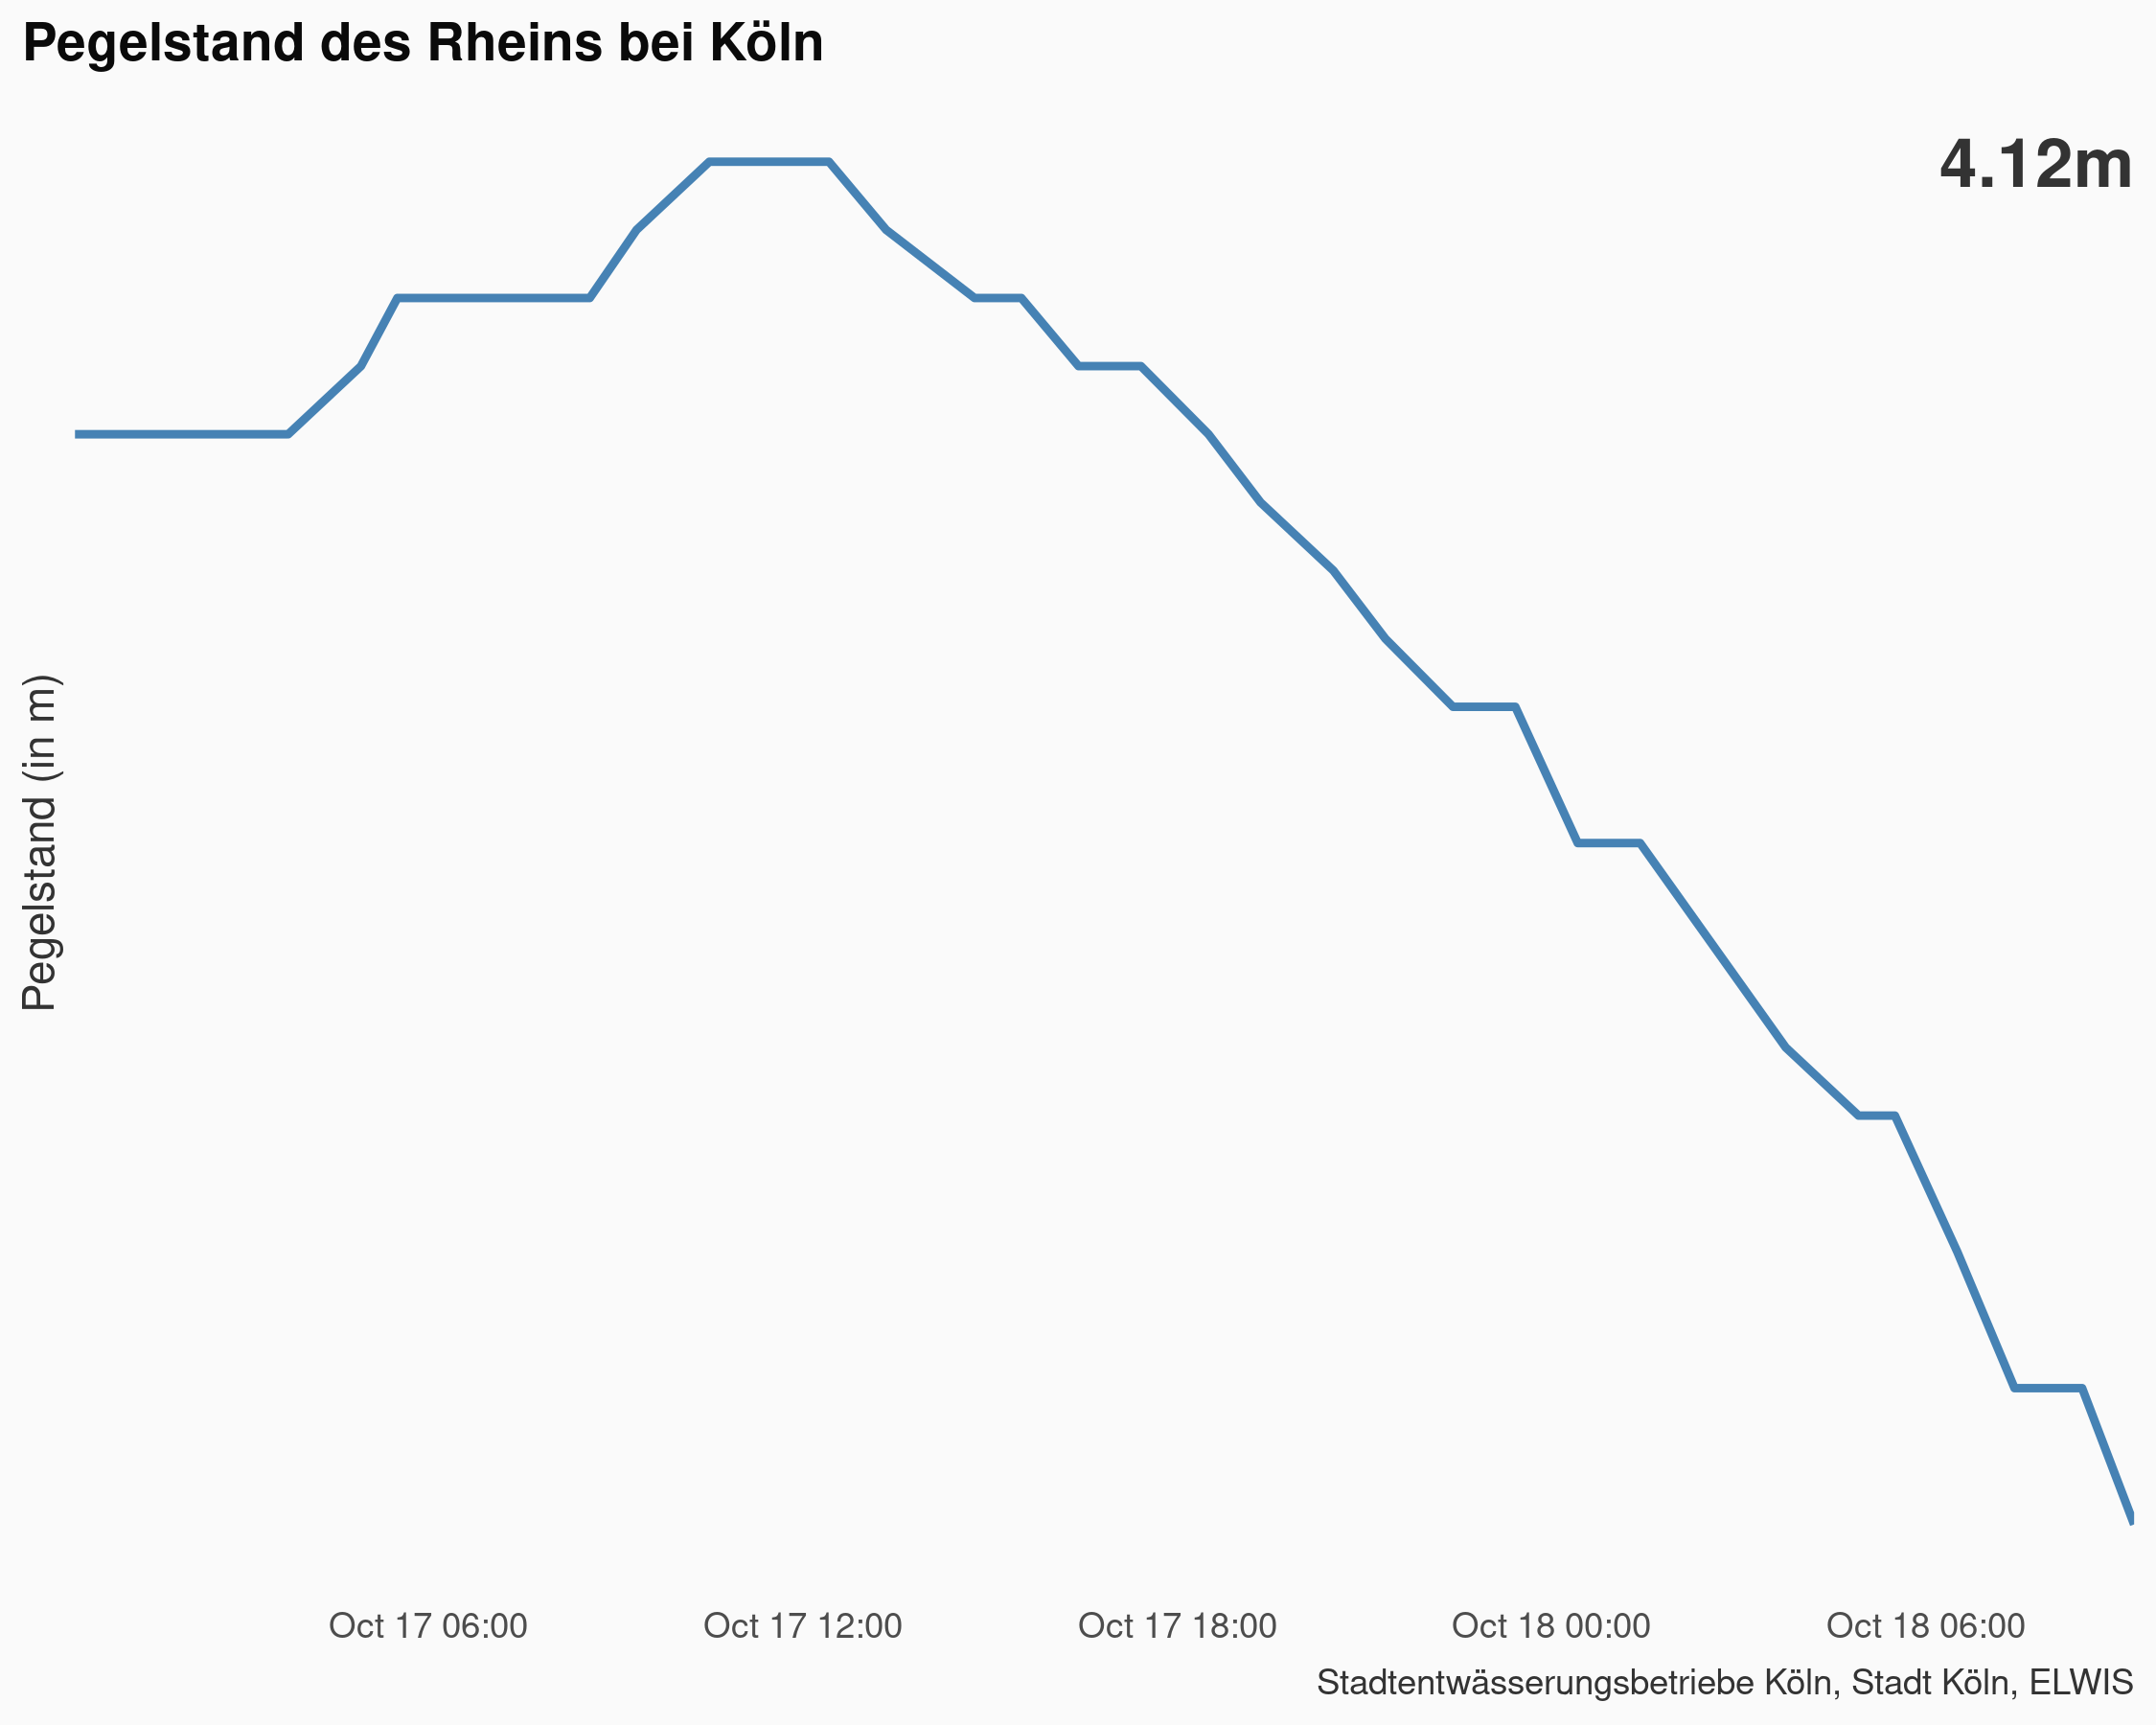 Pegelstand des Rheins bei Köln
4.12m
Pegelstand (in m)
Oct 17 06:00
Oct 17 12:00
Oct 17 18:00
Oct 18 00:00
Oct 18 06:00
Stadtentwässerungsbetriebe Köln, Stadt Köln, ELWIS